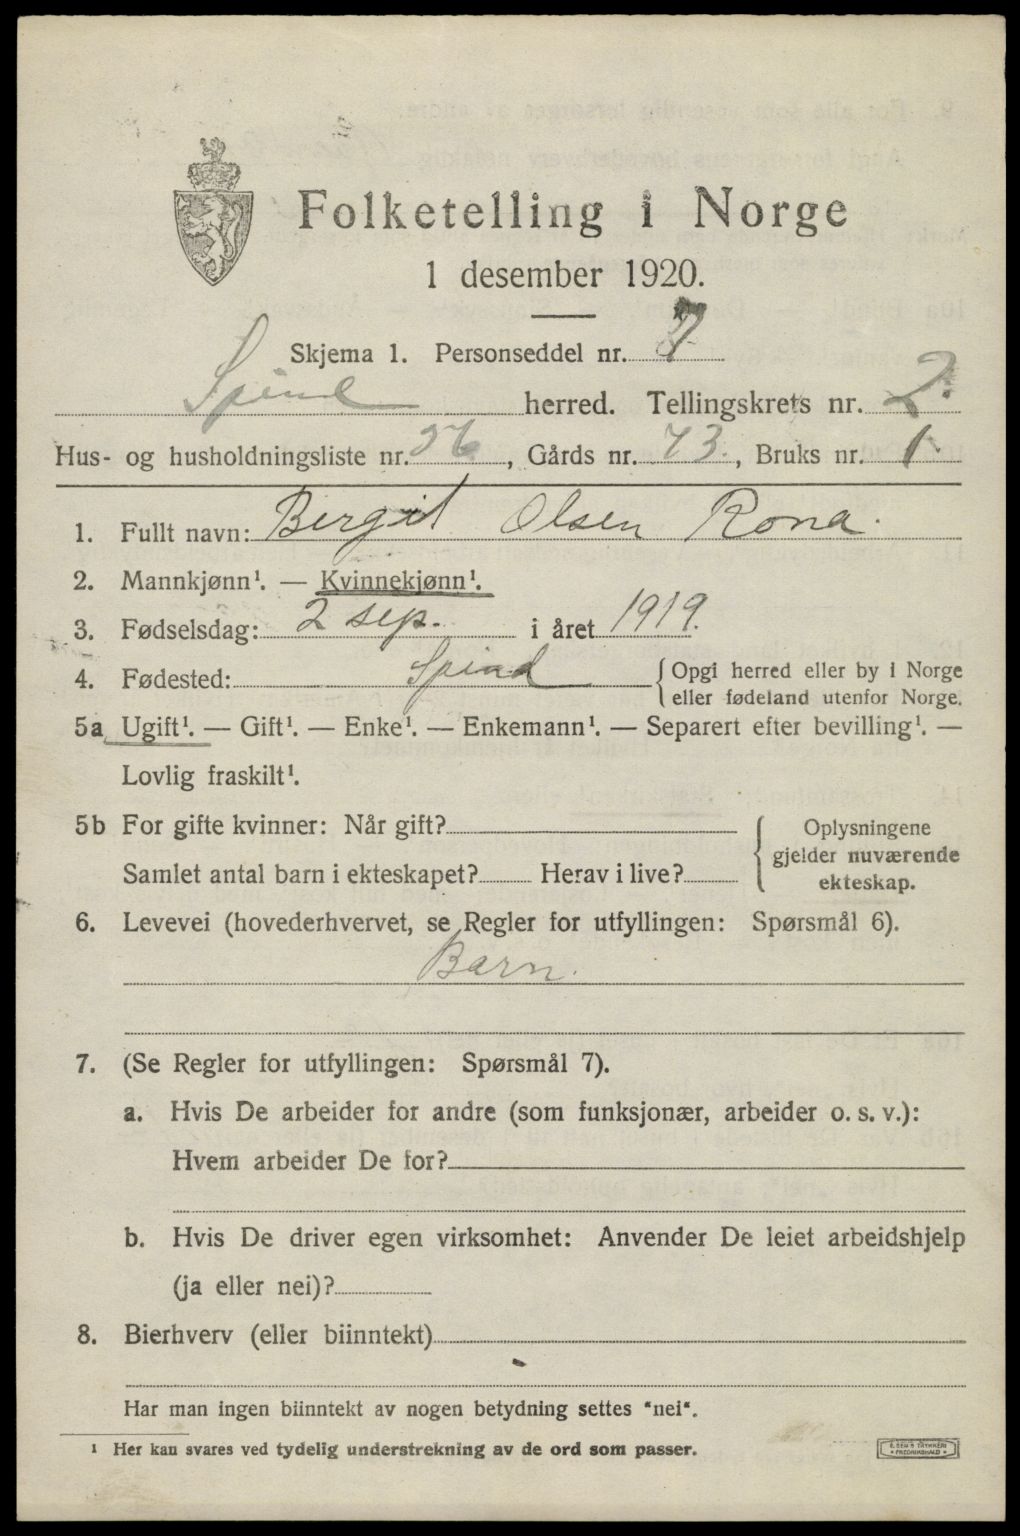 Folketelling i Norge
1 desember 1920.
Skjema 1. Personseddel nr. 7
Spind herred. Tellingskrets nr. 2.
Hus- og husholdningsliste nr. 26, Gårds nr. 73, Bruks nr. 1.
1. Fullt navn: Bergit Olsen Rona.
2. Mannkjønn¹. — Kvinnekjønn¹.
3. Fødselsdag: 2 sep. i året 1919.
4. Fødested: Spind { Opgi herred eller by i Norge
eller fødeland utenfor Norge.
5a Ugift¹. — Gift¹. — Enke¹. — Enkemann¹. — Separert efter bevilling¹. —
Lovlig fraskilt¹.
5b For gifte kvinner: Når gift?
Samlet antal barn i ekteskapet? Herav i live?
{ Oplysningene
gjelder nuværende
ekteskap.
6. Levevei (hovederhvervet, se Regler for utfyllingen: Spørsmål 6).
Barn.
7. (Se Regler for utfyllingen: Spørsmål 7).
a. Hvis De arbeider for andre (som funksjonær, arbeider o. s. v.):
Hvem arbeider De for?
b. Hvis De driver egen virksomhet: Anvender De leiet arbeidshjelp
(ja eller nei)?
8. Bierhverv (eller biinntekt)
Har man ingen biinntekt av nogen betydning settes "nei".
¹ Her kan svares ved tydelig understrekning av de ord som passer.